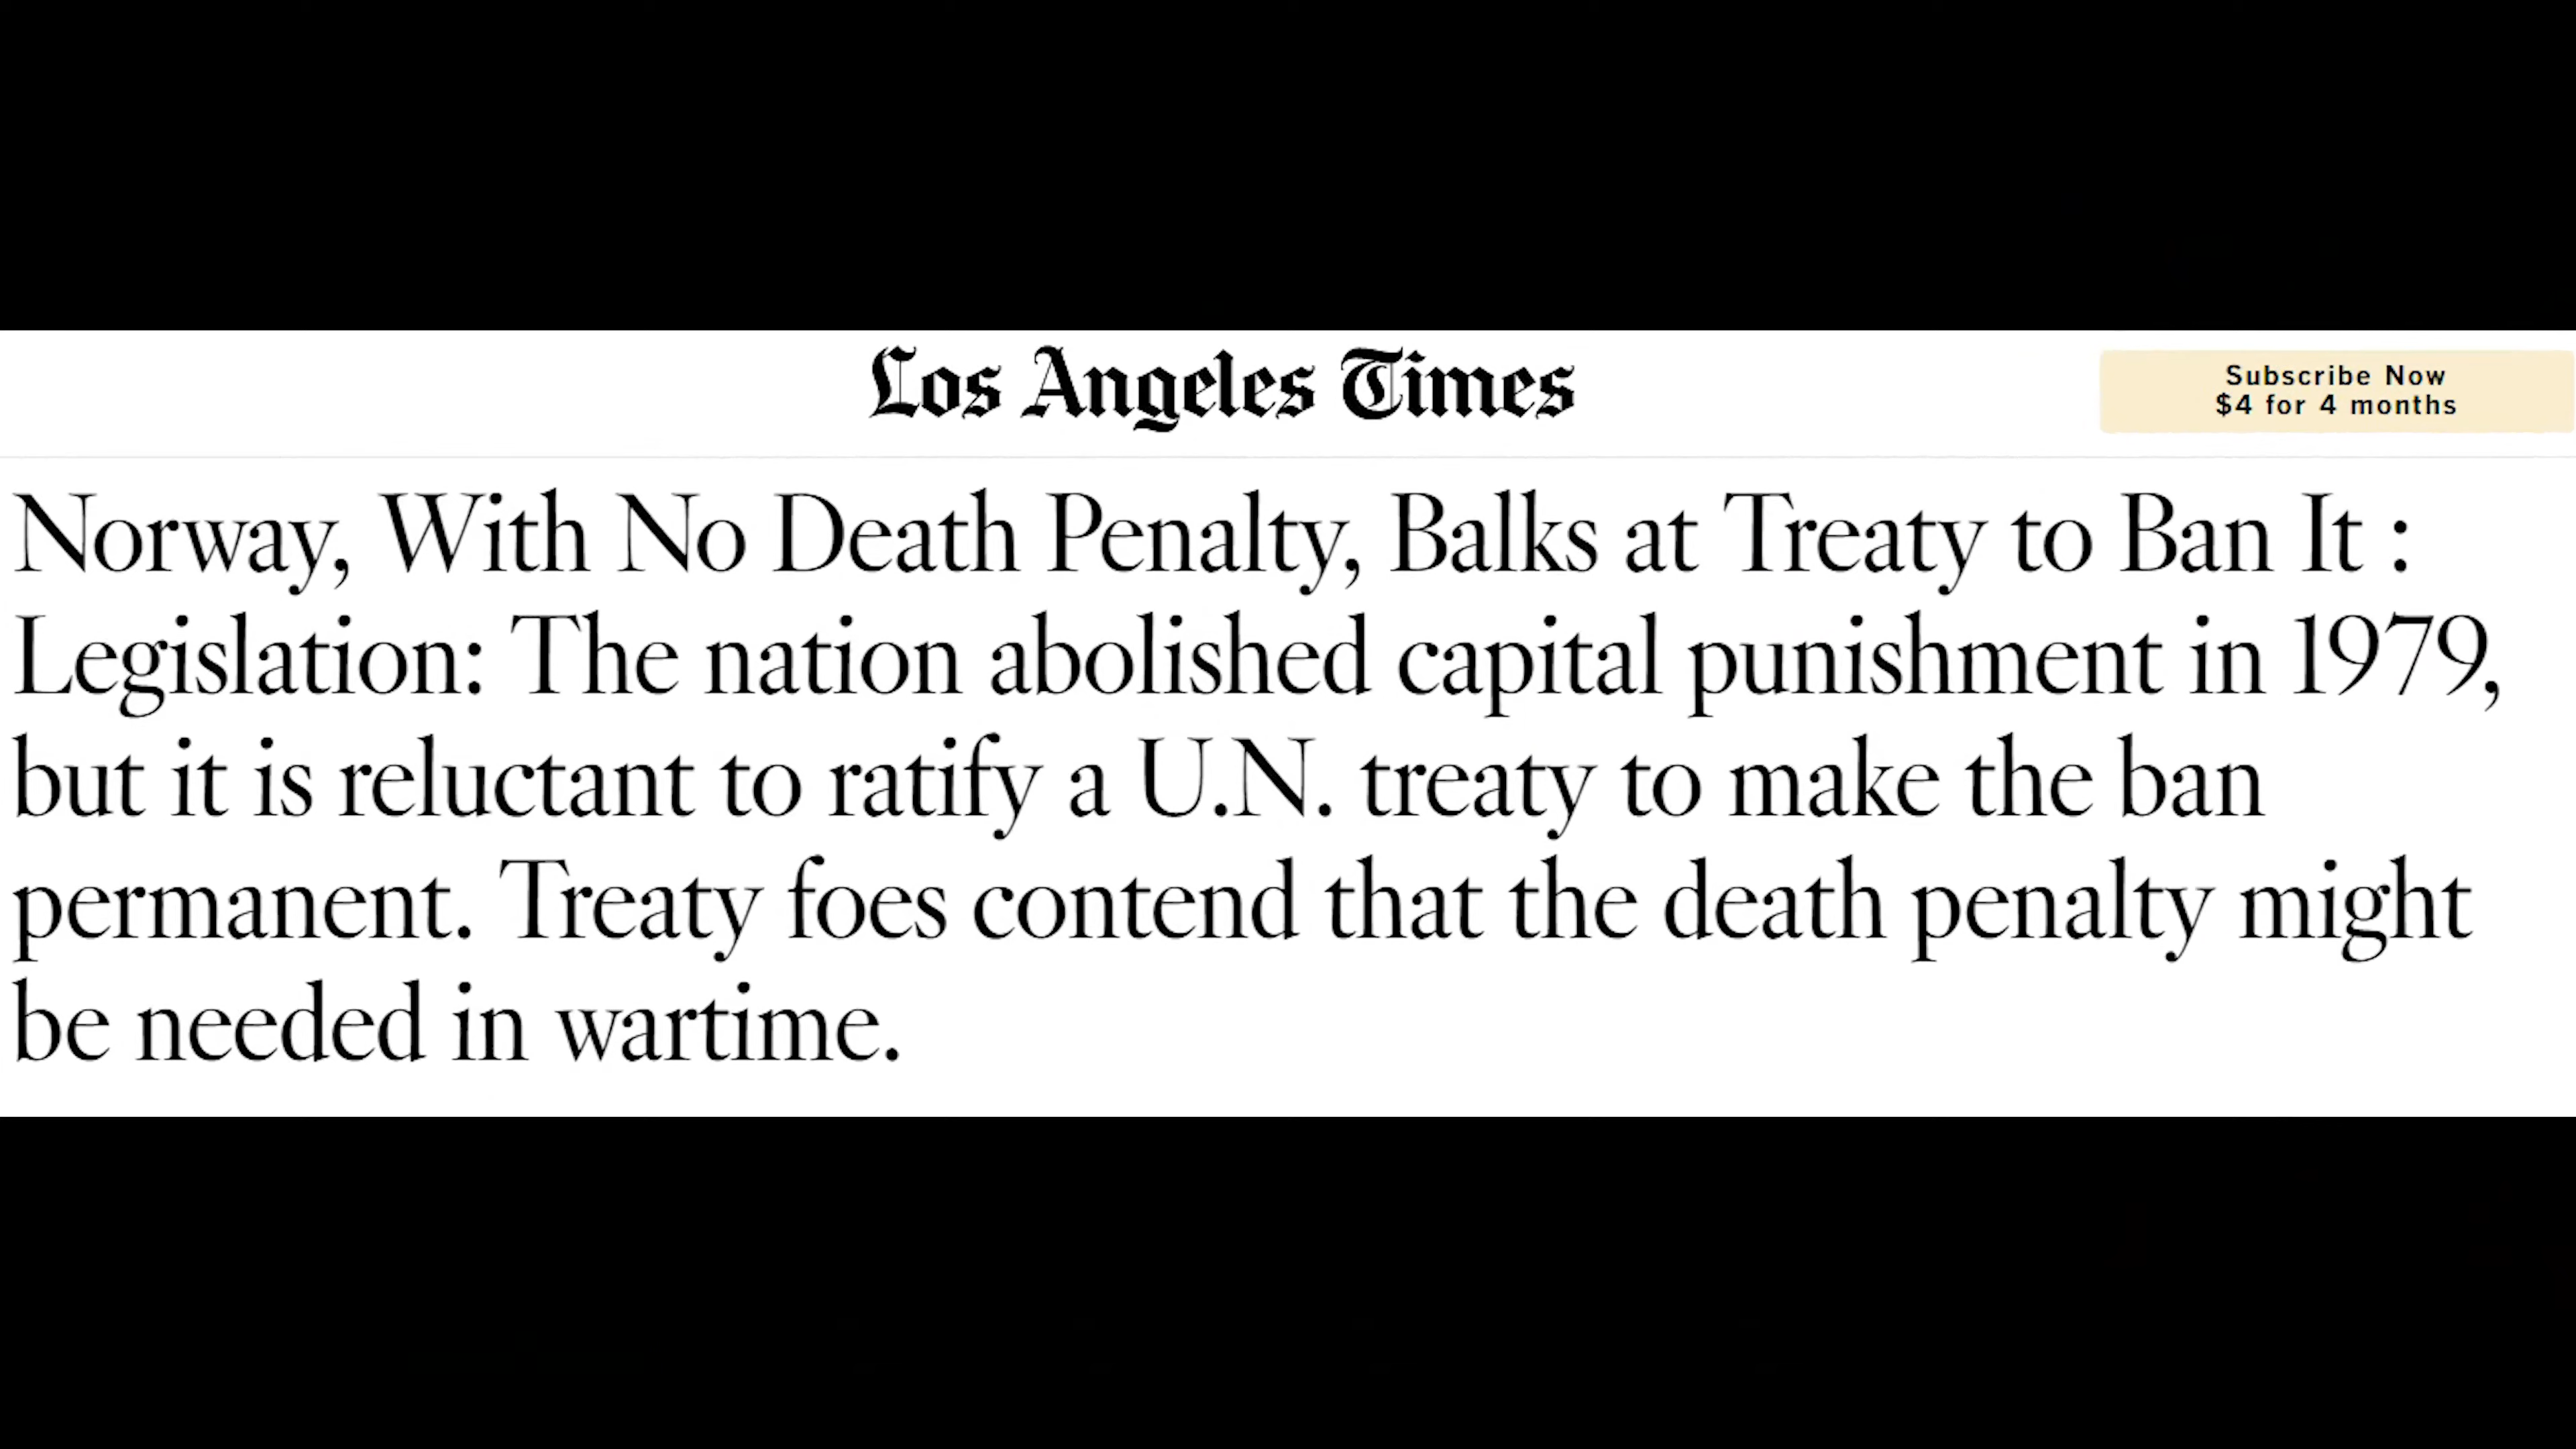 Los Angeles Times
Subscribe Now
$4 for 4 months
Norway, With No Death Penalty, Balks at Treaty to Ban It :
Legislation: The nation abolished capital punishment in 1979,
but it is reluctant to ratify a U.N. treaty to make the ban
permanent. Treaty foes contend that the death penalty might
be needed in wartime.